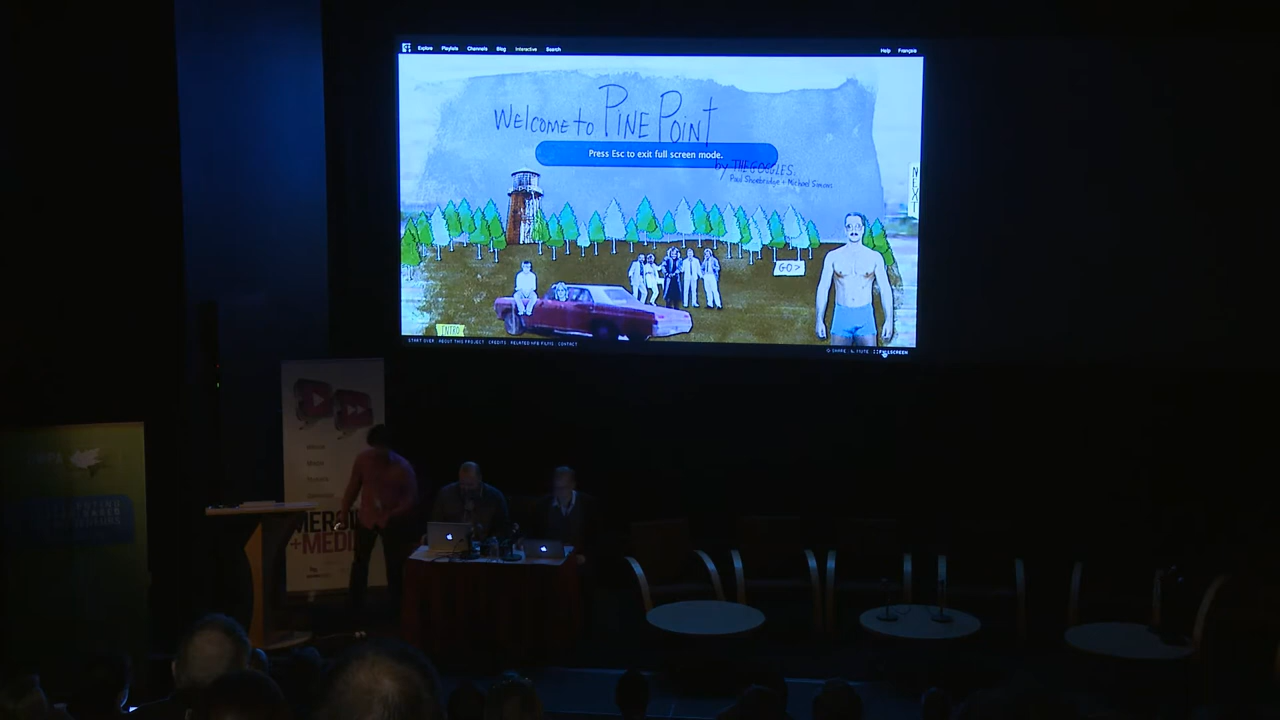 Explore Playlists Channels Blog Interactive Search Help Français
Welcome to PINE POINT
Press Esc to exit full screen mode.
by THE GOGGLES.
Paul Shoebridge + Michael Simons
NEXT
GO >
INTRO
START OVER . ABOUT THIS PROJECT . CREDITS . RELATED NFB FILMS . CONTACT
SHARE . MUTE
+MEDI